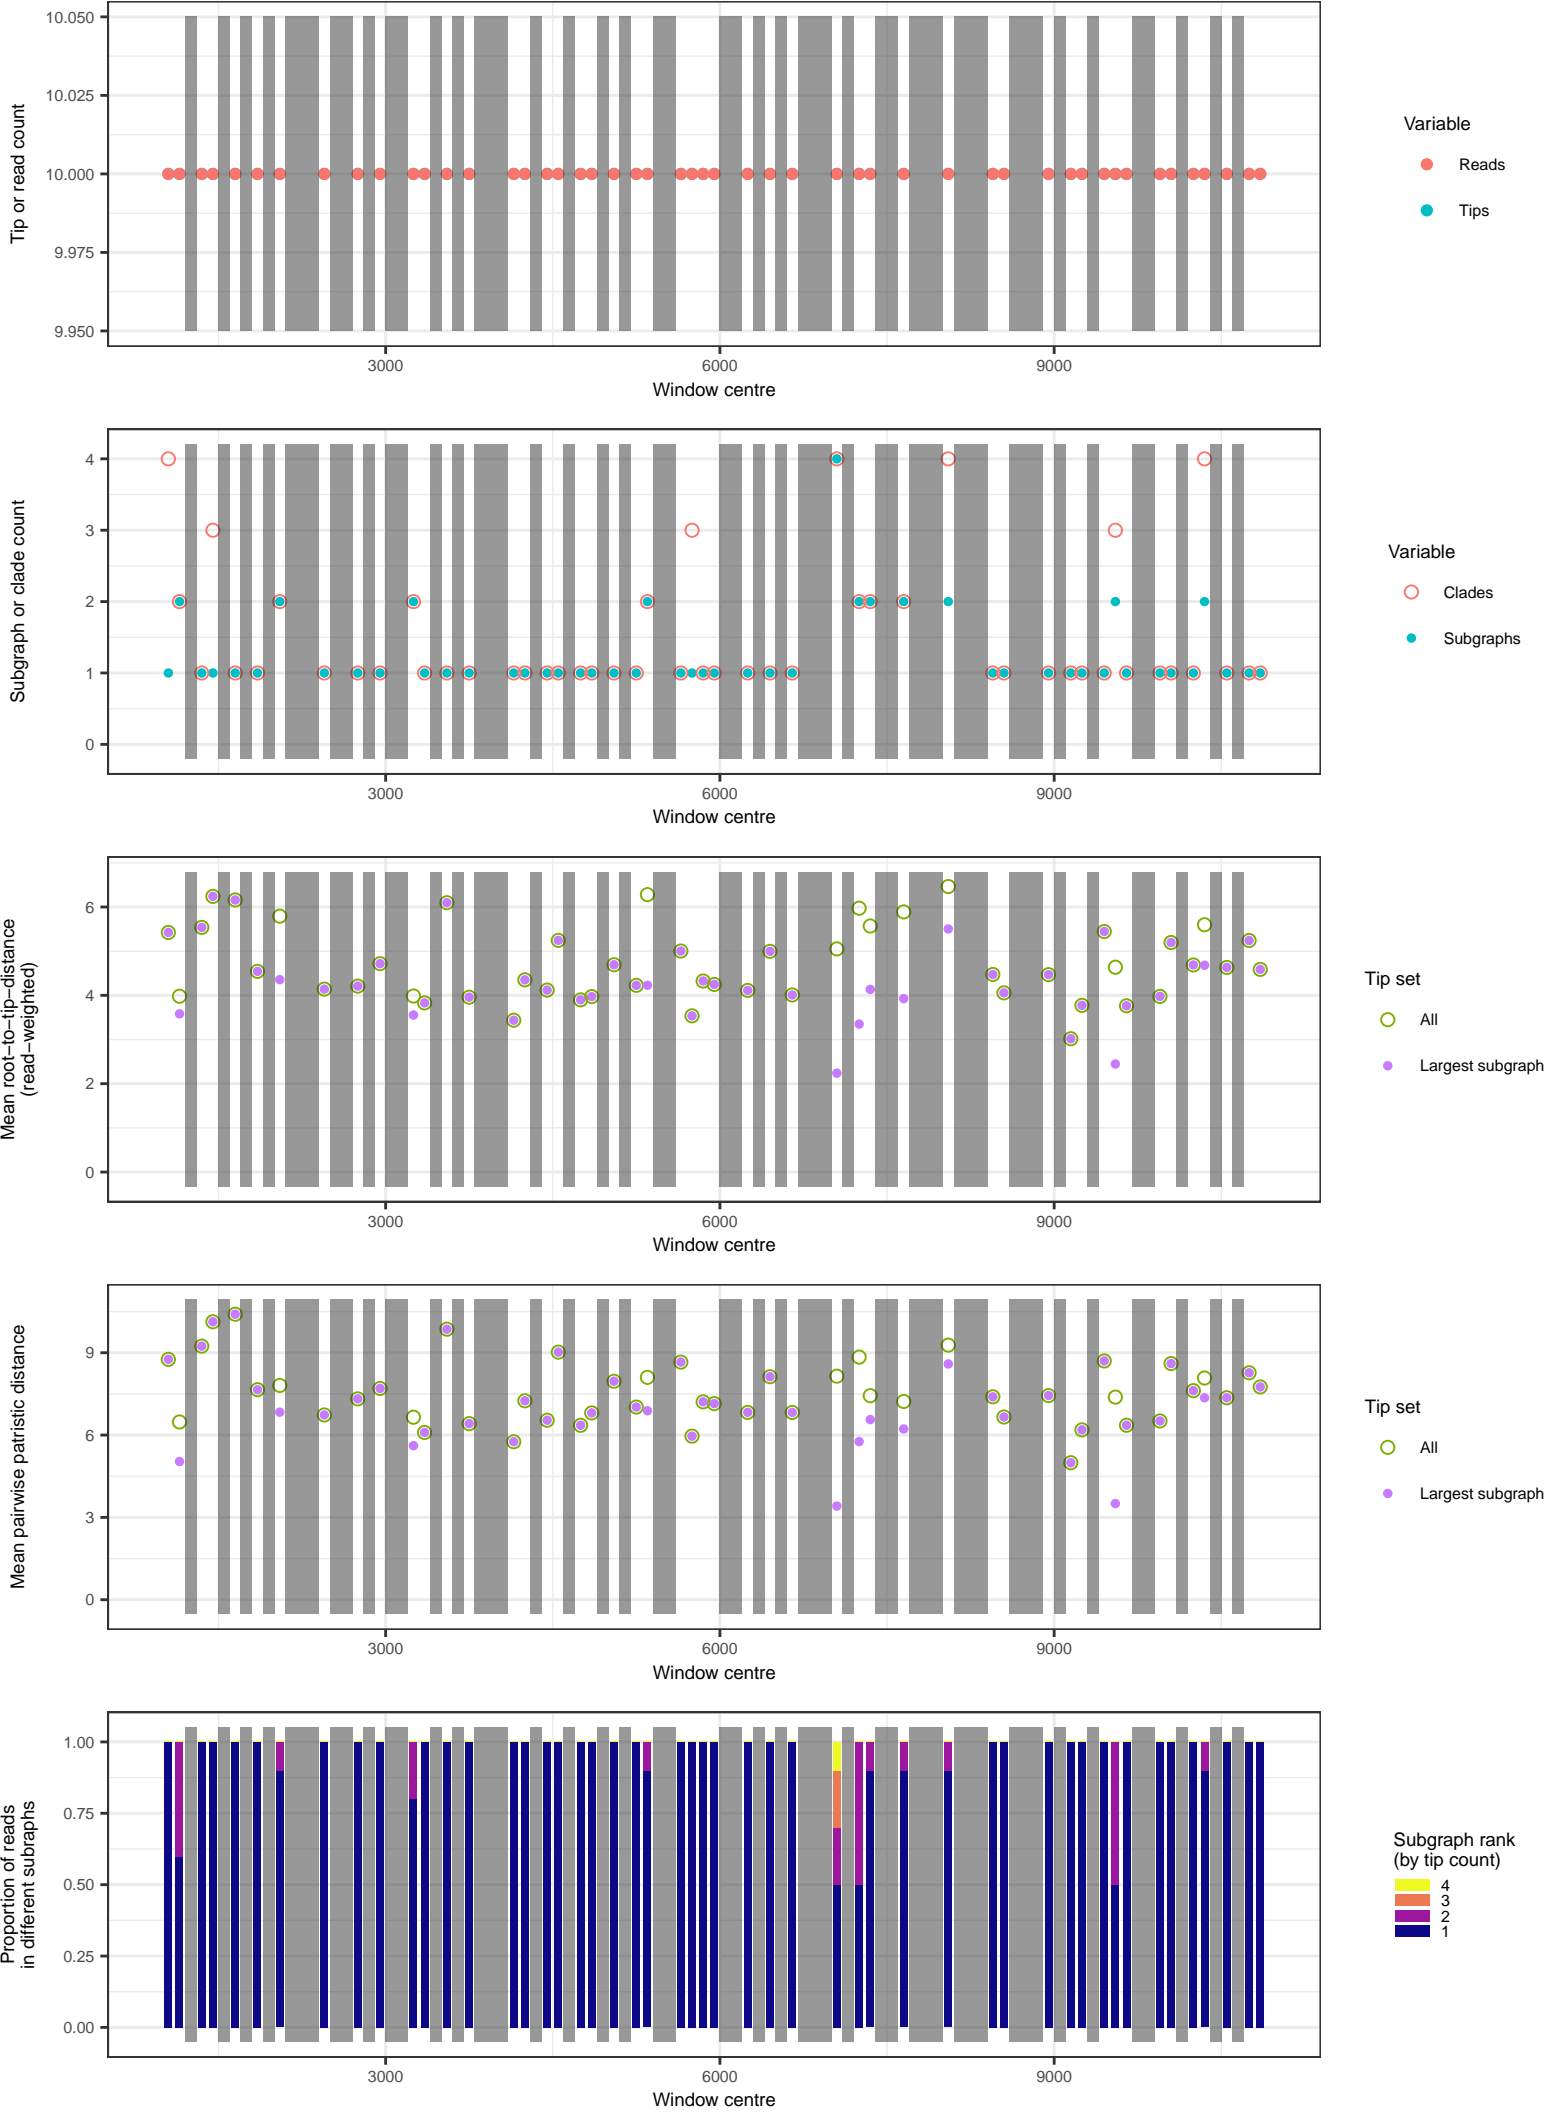 10.050
10.025
10.000
9.975
9.950
Tip or read count
3000
6000
9000
Window centre
Variable
Reads
Tips
4
3
2
1
0
Subgraph or clade count
3000
6000
9000
Window centre
Variable
Clades
Subgraphs
6
4
2
0
Mean root−to−tip−distance
(read−weighted)
3000
6000
9000
Window centre
Tip set
All
Largest subgraph
9
6
3
0
Mean pairwise patristic distance
3000
6000
9000
Window centre
Tip set
All
Largest subgraph
1.00
0.75
0.50
0.25
0.00
Proportion of reads
in different subraphs
3000
6000
9000
Window centre
Subgraph rank
(by tip count)
4
3
2
1